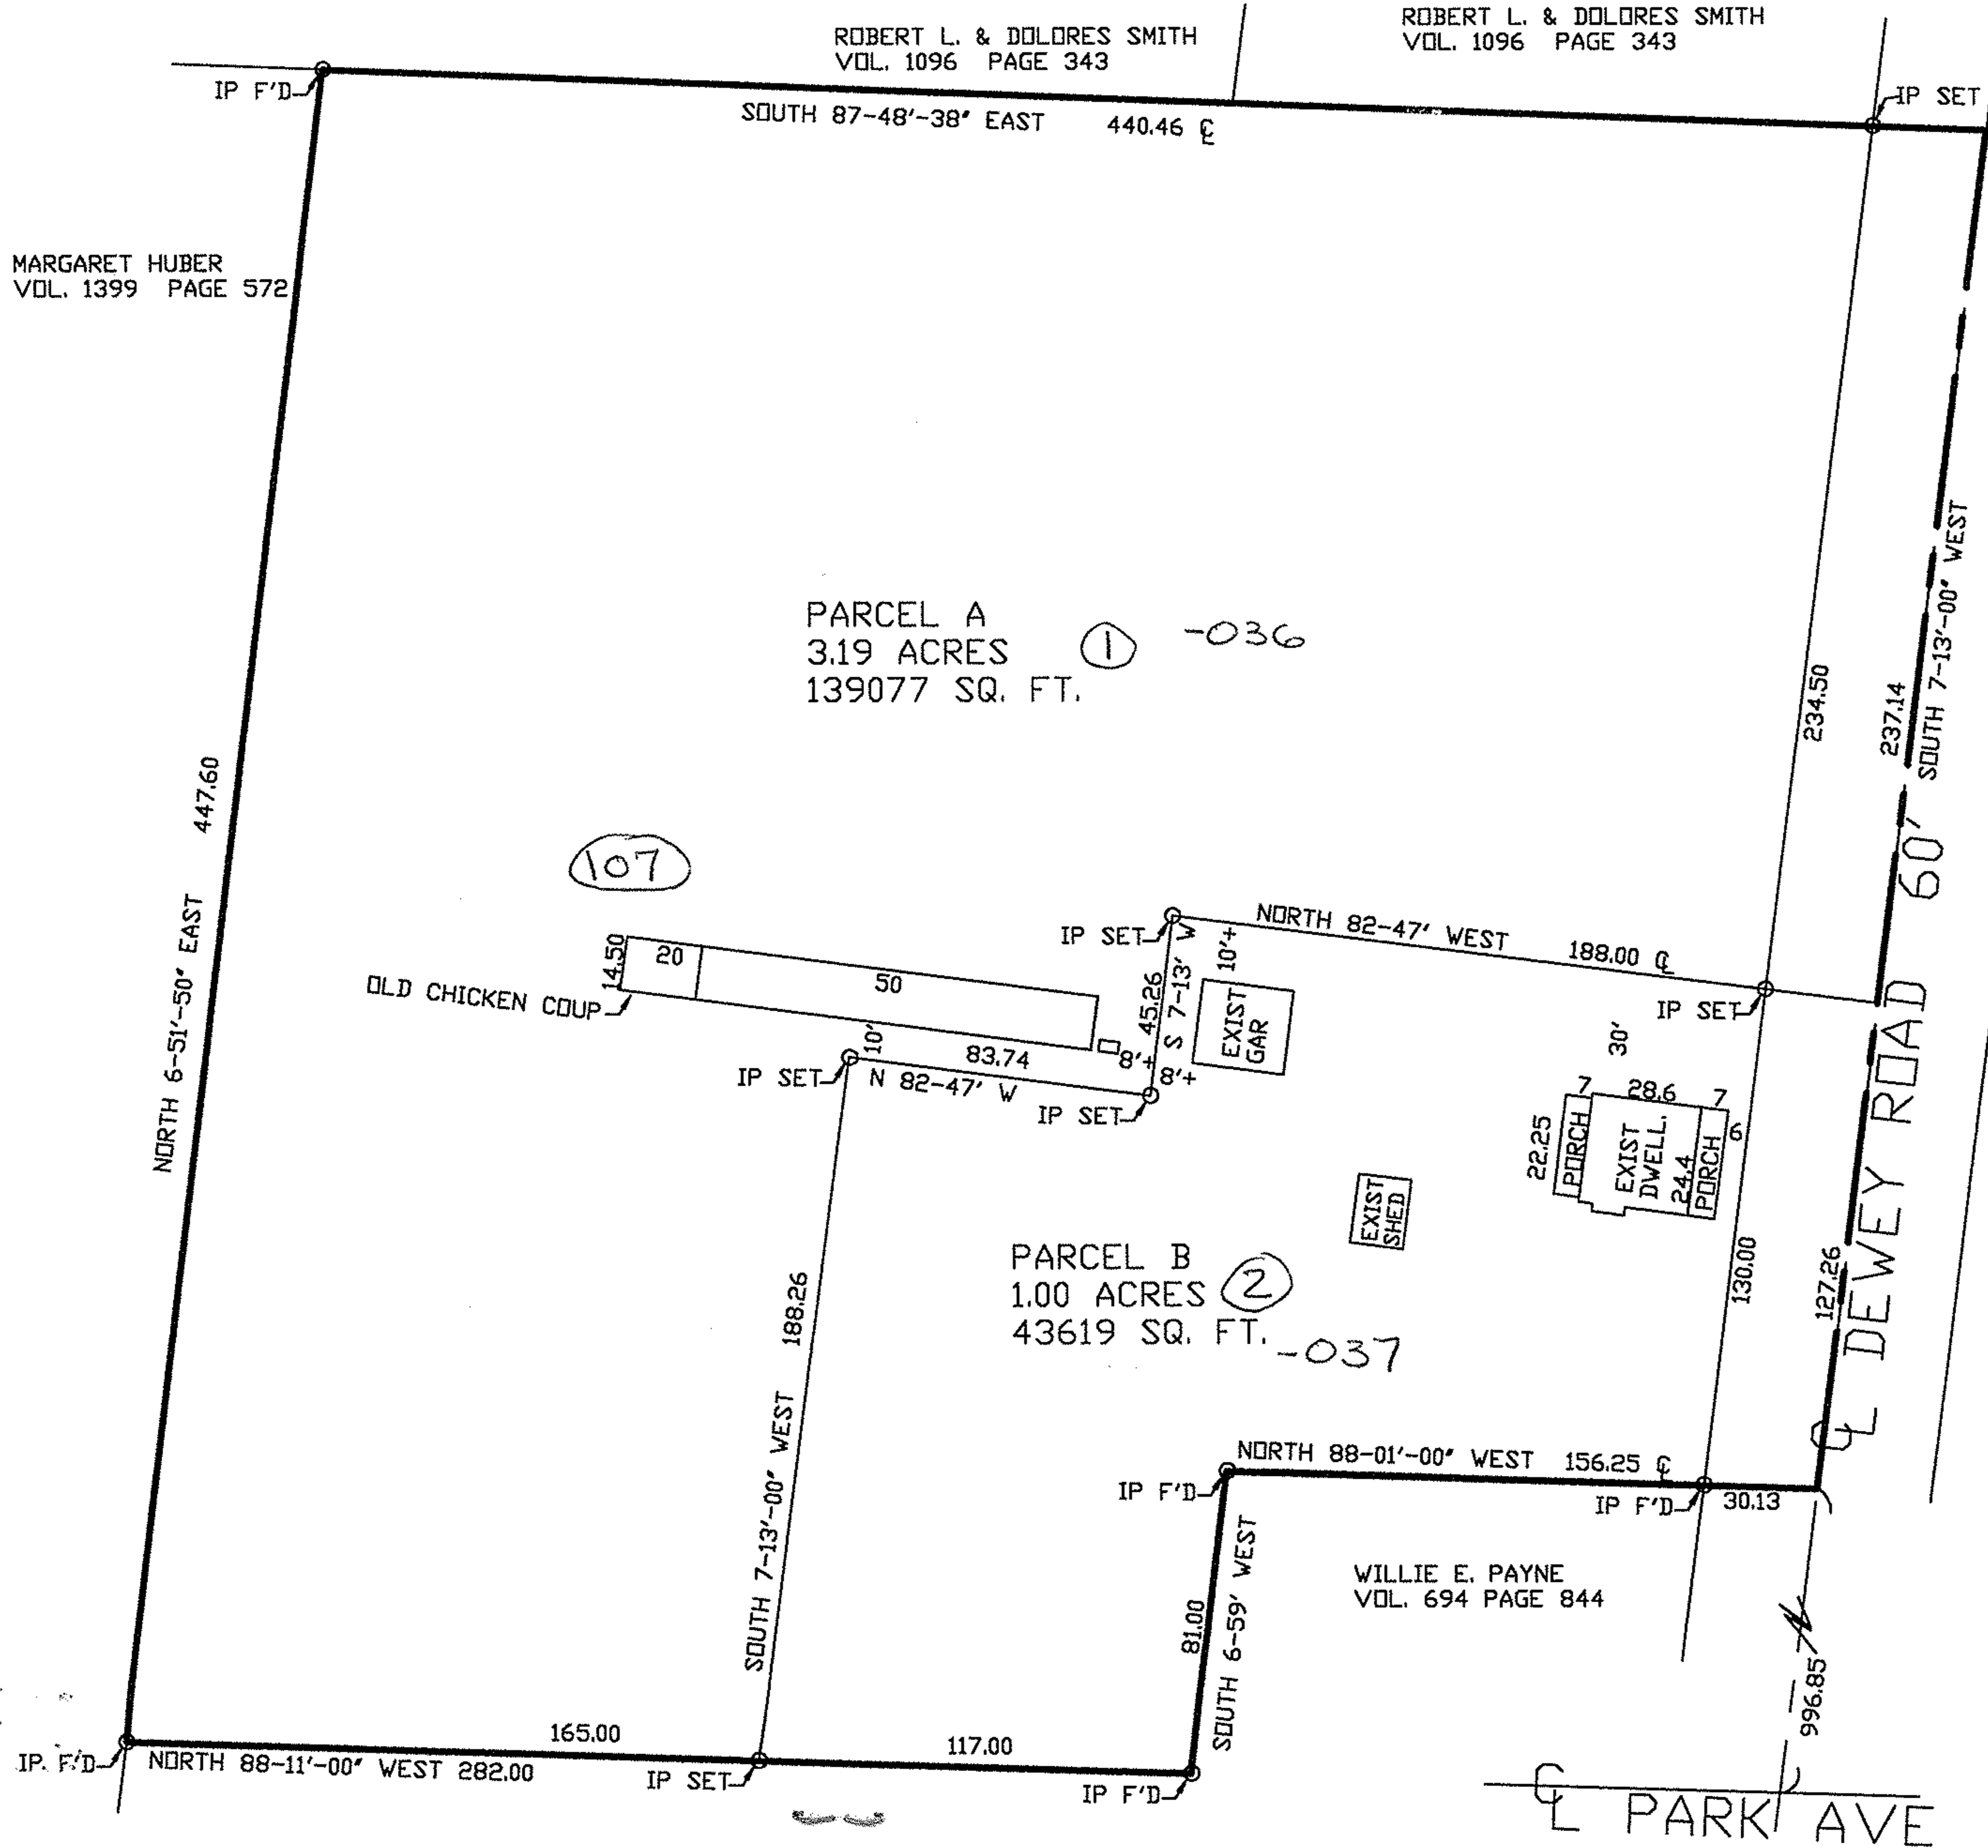 ROBERT L. & DOLORES SMITH
VOL. 1096 PAGE 343
ROBERT L. & DOLORES SMITH
VOL. 1096 PAGE 343
IP F'D
IP SET
SOUTH 87-48'-38" EAST 440.46 ℄
MARGARET HUBER
VOL. 1399 PAGE 572
NORTH 6-51'-50" EAST 447.60
PARCEL A
3.19 ACRES
139077 SQ. FT.
1
-036
234.50
237.14
SOUTH 7-13'-00" WEST
107
IP SET
NORTH 82-47' WEST 188.00 ℄
IP SET
14.50
20
50
OLD CHICKEN COUP
10'
83.74
8'+
IP SET
N 82-47' W
IP SET
45.26
S 7-13' W
10'+
8'+
EXIST
GAR
30'
7
28.6
7
6
22.25
PORCH
EXIST
DWELL.
24.4
PORCH
EXIST
SHED
℄ DEWEY ROAD 60'
PARCEL B
1.00 ACRES
43619 SQ. FT.
2
-037
188.26
SOUTH 7-13'-00" WEST
130.00
127.26
NORTH 88-01'-00" WEST 156.25 ℄
IP F'D
IP F'D
30.13
81.00
SOUTH 6-59' WEST
WILLIE E. PAYNE
VOL. 694 PAGE 844
996.85'
165.00
117.00
IP. F'D
NORTH 88-11'-00" WEST 282.00
IP SET
IP F'D
℄ PARK AVE